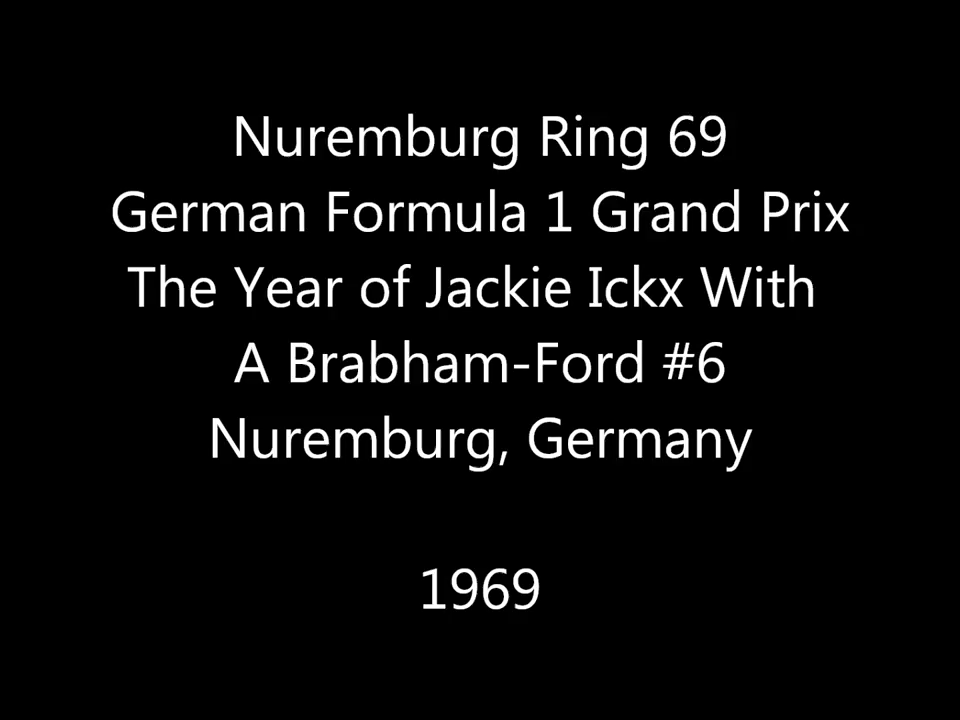 Nuremburg Ring 69
German Formula 1 Grand Prix
The Year of Jackie Ickx With
A Brabham-Ford #6
Nuremburg, Germany
1969